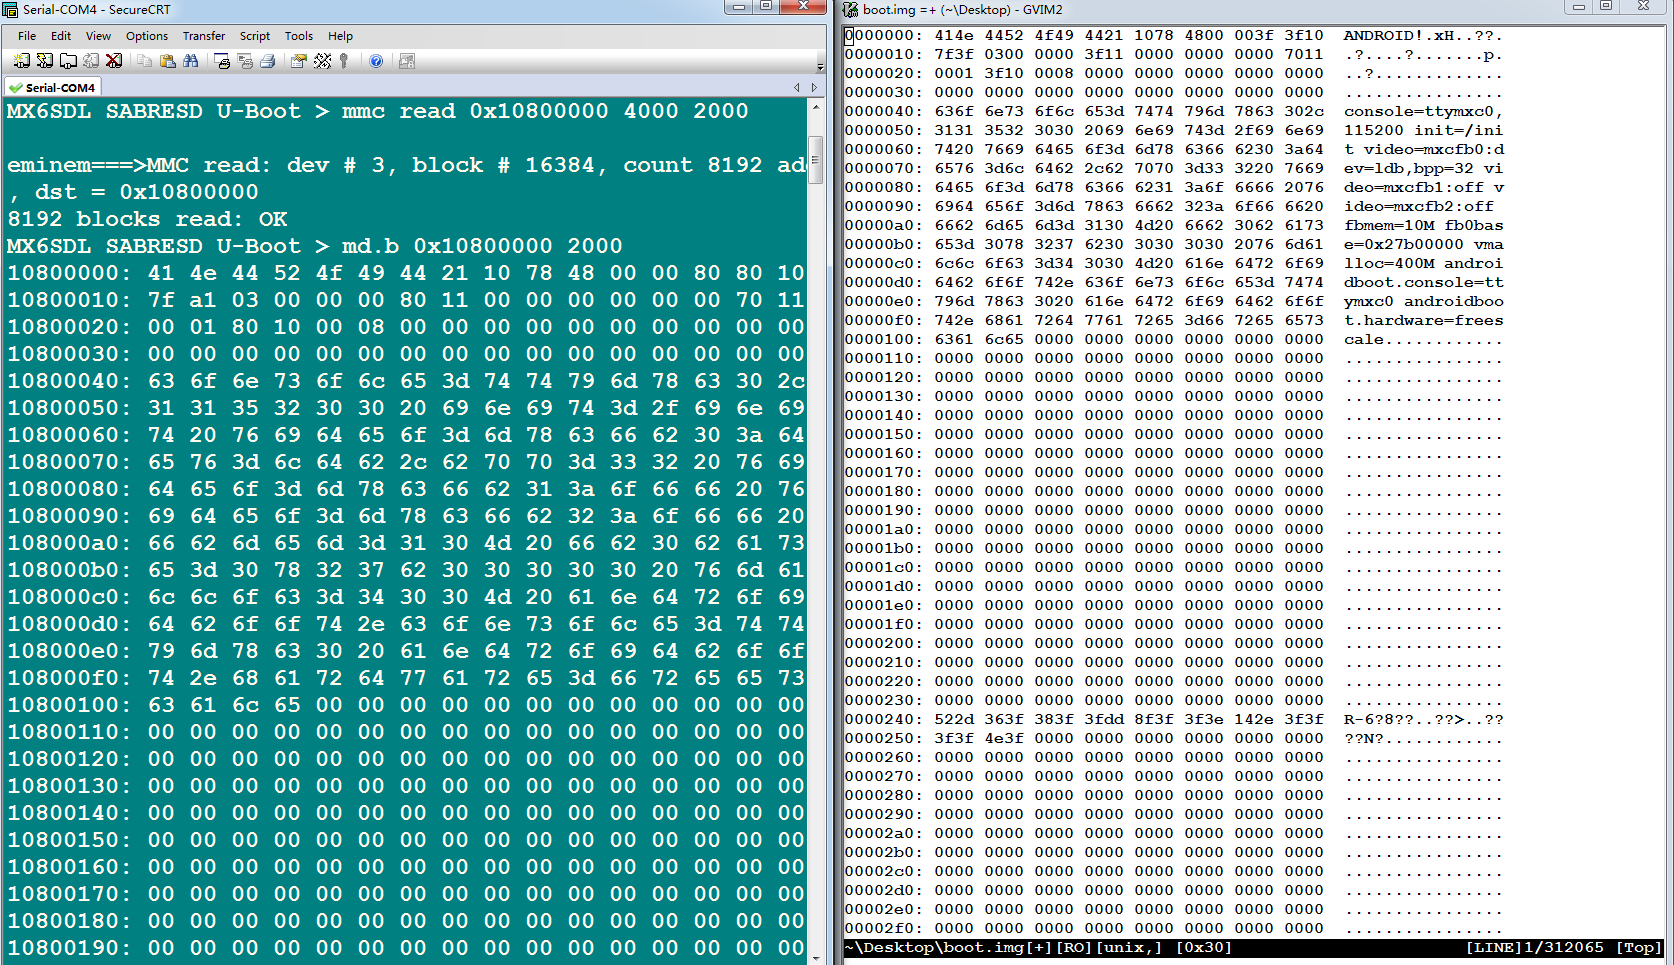 Serial-COM4 - SecureCRT
File Edit View Options Transfer Script Tools Help
Serial-COM4
MX6SDL SABRESD U-Boot > mmc read 0x10800000 4000 2000
eminem===>MMC read: dev # 3, block # 16384, count 8192 ad
, dst = 0x10800000
8192 blocks read: OK
MX6SDL SABRESD U-Boot > md.b 0x10800000 2000
10800000: 41 4e 44 52 4f 49 44 21 10 78 48 00 00 80 80 10
10800010: 7f a1 03 00 00 00 80 11 00 00 00 00 00 00 70 11
10800020: 00 01 80 10 00 08 00 00 00 00 00 00 00 00 00 00
10800030: 00 00 00 00 00 00 00 00 00 00 00 00 00 00 00 00
10800040: 63 6f 6e 73 6f 6c 65 3d 74 74 79 6d 78 63 30 2c
10800050: 31 31 35 32 30 30 20 69 6e 69 74 3d 2f 69 6e 69
10800060: 74 20 76 69 64 65 6f 3d 6d 78 63 66 62 30 3a 64
10800070: 65 76 3d 6c 64 62 2c 62 70 70 3d 33 32 20 76 69
10800080: 64 65 6f 3d 6d 78 63 66 62 31 3a 6f 66 66 20 76
10800090: 69 64 65 6f 3d 6d 78 63 66 62 32 3a 6f 66 66 20
108000a0: 66 62 6d 65 6d 3d 31 30 4d 20 66 62 30 62 61 73
108000b0: 65 3d 30 78 32 37 62 30 30 30 30 30 20 76 6d 61
108000c0: 6c 6c 6f 63 3d 34 30 30 4d 20 61 6e 64 72 6f 69
108000d0: 64 62 6f 6f 74 2e 63 6f 6e 73 6f 6c 65 3d 74 74
108000e0: 79 6d 78 63 30 20 61 6e 64 72 6f 69 64 62 6f 6f
108000f0: 74 2e 68 61 72 64 77 61 72 65 3d 66 72 65 65 73
10800100: 63 61 6c 65 00 00 00 00 00 00 00 00 00 00 00 00
10800110: 00 00 00 00 00 00 00 00 00 00 00 00 00 00 00 00
10800120: 00 00 00 00 00 00 00 00 00 00 00 00 00 00 00 00
10800130: 00 00 00 00 00 00 00 00 00 00 00 00 00 00 00 00
10800140: 00 00 00 00 00 00 00 00 00 00 00 00 00 00 00 00
10800150: 00 00 00 00 00 00 00 00 00 00 00 00 00 00 00 00
10800160: 00 00 00 00 00 00 00 00 00 00 00 00 00 00 00 00
10800170: 00 00 00 00 00 00 00 00 00 00 00 00 00 00 00 00
10800180: 00 00 00 00 00 00 00 00 00 00 00 00 00 00 00 00
10800190: 00 00 00 00 00 00 00 00 00 00 00 00 00 00 00 00
boot.img =+ (~\Desktop) - GVIM2
0000000: 414e 4452 4f49 4421 1078 4800 003f 3f10 ANDROID!.xH..??.
0000010: 7f3f 0300 0000 3f11 0000 0000 0000 7011 .?....?.......p.
0000020: 0001 3f10 0008 0000 0000 0000 0000 0000 ..?.............
0000030: 0000 0000 0000 0000 0000 0000 0000 0000 ................
0000040: 636f 6e73 6f6c 653d 7474 796d 7863 302c console=ttymxc0,
0000050: 3131 3532 3030 2069 6e69 743d 2f69 6e69 115200 init=/ini
0000060: 7420 7669 6465 6f3d 6d78 6366 6230 3a64 t video=mxcfb0:d
0000070: 6576 3d6c 6462 2c62 7070 3d33 3220 7669 ev=ldb,bpp=32 vi
0000080: 6465 6f3d 6d78 6366 6231 3a6f 6666 2076 deo=mxcfb1:off v
0000090: 6964 656f 3d6d 7863 6662 323a 6f66 6620 ideo=mxcfb2:off
00000a0: 6662 6d65 6d3d 3130 4d20 6662 3062 6173 fbmem=10M fb0bas
00000b0: 653d 3078 3237 6230 3030 3030 2076 6d61 e=0x27b00000 vma
00000c0: 6c6c 6f63 3d34 3030 4d20 616e 6472 6f69 lloc=400M androi
00000d0: 6462 6f6f 742e 636f 6e73 6f6c 653d 7474 dboot.console=tt
00000e0: 796d 7863 3020 616e 6472 6f69 6462 6f6f ymxc0 androidboo
00000f0: 742e 6861 7264 7761 7265 3d66 7265 6573 t.hardware=frees
0000100: 6361 6c65 0000 0000 0000 0000 0000 0000 cale............
0000110: 0000 0000 0000 0000 0000 0000 0000 0000 ................
0000120: 0000 0000 0000 0000 0000 0000 0000 0000 ................
0000130: 0000 0000 0000 0000 0000 0000 0000 0000 ................
0000140: 0000 0000 0000 0000 0000 0000 0000 0000 ................
0000150: 0000 0000 0000 0000 0000 0000 0000 0000 ................
0000160: 0000 0000 0000 0000 0000 0000 0000 0000 ................
0000170: 0000 0000 0000 0000 0000 0000 0000 0000 ................
0000180: 0000 0000 0000 0000 0000 0000 0000 0000 ................
0000190: 0000 0000 0000 0000 0000 0000 0000 0000 ................
00001a0: 0000 0000 0000 0000 0000 0000 0000 0000 ................
00001b0: 0000 0000 0000 0000 0000 0000 0000 0000 ................
00001c0: 0000 0000 0000 0000 0000 0000 0000 0000 ................
00001d0: 0000 0000 0000 0000 0000 0000 0000 0000 ................
00001e0: 0000 0000 0000 0000 0000 0000 0000 0000 ................
00001f0: 0000 0000 0000 0000 0000 0000 0000 0000 ................
0000200: 0000 0000 0000 0000 0000 0000 0000 0000 ................
0000210: 0000 0000 0000 0000 0000 0000 0000 0000 ................
0000220: 0000 0000 0000 0000 0000 0000 0000 0000 ................
0000230: 0000 0000 0000 0000 0000 0000 0000 0000 ................
0000240: 522d 363f 383f 3fdd 8f3f 3f3e 142e 3f3f R-6?8??..??>..??
0000250: 3f3f 4e3f 0000 0000 0000 0000 0000 0000 ??N?............
0000260: 0000 0000 0000 0000 0000 0000 0000 0000 ................
0000270: 0000 0000 0000 0000 0000 0000 0000 0000 ................
0000280: 0000 0000 0000 0000 0000 0000 0000 0000 ................
0000290: 0000 0000 0000 0000 0000 0000 0000 0000 ................
00002a0: 0000 0000 0000 0000 0000 0000 0000 0000 ................
00002b0: 0000 0000 0000 0000 0000 0000 0000 0000 ................
00002c0: 0000 0000 0000 0000 0000 0000 0000 0000 ................
00002d0: 0000 0000 0000 0000 0000 0000 0000 0000 ................
00002e0: 0000 0000 0000 0000 0000 0000 0000 0000 ................
00002f0: 0000 0000 0000 0000 0000 0000 0000 0000 ................
~\Desktop\boot.img[+][RO][unix,] [0x30] [LINE]1/312065 [Top]